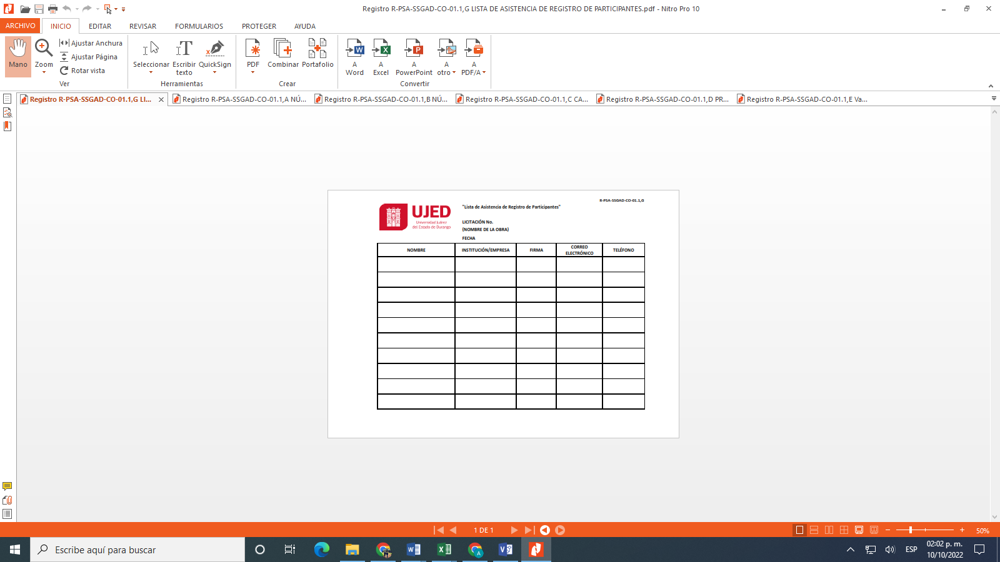 Registro R-PSA-SSGAD-CO-01.1,G LISTA DE ASISTENCIA DE REGISTRO DE PARTICIPANTES.pdf - Nitro Pro 10
ARCHIVO INICIO EDITAR REVISAR FORMULARIOS PROTEGER AYUDA
Mano
Zoom
Ajustar Anchura
Ajustar Página
Rotar vista
Ver
Seleccionar
Escribir texto
QuickSign
Herramientas
PDF
Combinar
Portafolio
Crear
A Word
A Excel
A PowerPoint
A otro
A PDF/A
Convertir
Registro R-PSA-SSGAD-CO-01.1,G LI...
Registro R-PSA-SSGAD-CO-01.1,A NÚ...
Registro R-PSA-SSGAD-CO-01.1,B NÚ...
Registro R-PSA-SSGAD-CO-01.1,C CA...
Registro R-PSA-SSGAD-CO-01.1,D PR...
Registro R-PSA-SSGAD-CO-01.1,E Va...
R-PSA-SSGAD-CO-01.1,G
UJED
Universidad Juárez
del Estado de Durango
"Lista de Asistencia de Registro de Participantes"
LICITACIÓN No.
(NOMBRE DE LA OBRA)
FECHA
NOMBRE
INSTITUCIÓN/EMPRESA
FIRMA
CORREO
ELECTRÓNICO
TELÉFONO
1 DE 1
50%
Escribe aquí para buscar
ESP
02:02 p. m.
10/10/2022